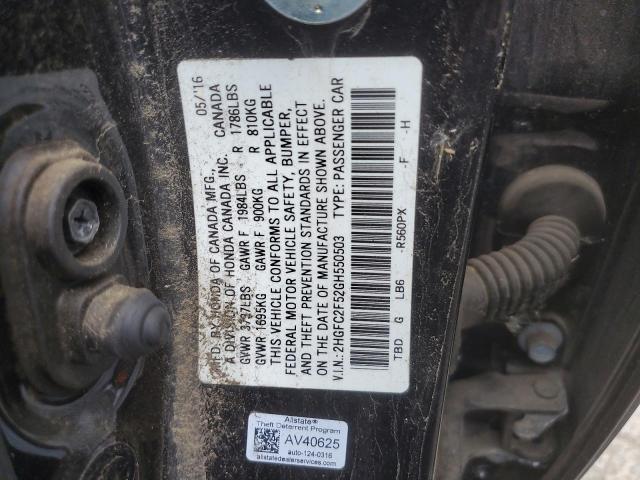 MFD. BY HONDA OF CANADA MFG., CANADA 05/'16
A DIVISION OF HONDA CANADA INC.
GVWR 3737LBS GAWR F 1984LBS R 1786LBS
GVWR 1695KG GAWR F 900KG R 810KG
THIS VEHICLE CONFORMS TO ALL APPLICABLE
FEDERAL MOTOR VEHICLE SAFETY, BUMPER,
AND THEFT PREVENTION STANDARDS IN EFFECT
ON THE DATE OF MANUFACTURE SHOWN ABOVE.
V.I.N.: 2HGFC2F52GH550503 TYPE: PASSENGER CAR
TBD G LB6 -R560PX -F -H
Allstate®
Theft Deterrent Program
AV40625
auto-124-0316
allstatedealerservices.com